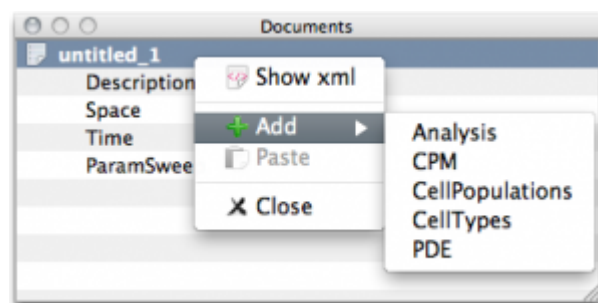 Documents
untitled_1
Description
Space
Time
ParamSwee
Show xml
Add
Paste
Close
Analysis
CPM
CellPopulations
CellTypes
PDE